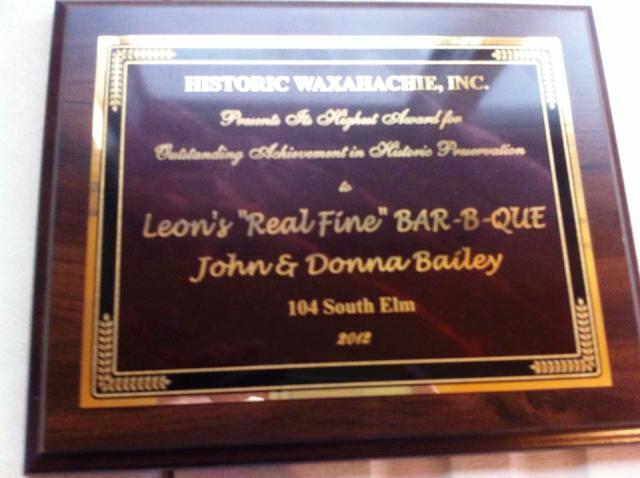 HISTORIC WAXAHACHIE, INC.
Presents Its Highest Award for
Outstanding Achievement in Historic Preservation
to
Leon's "Real Fine" BAR-B-QUE
John & Donna Bailey
104 South Elm
2012